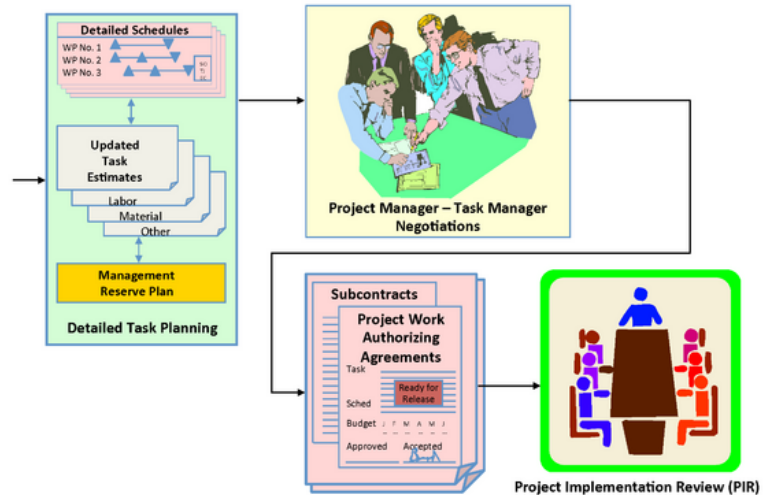 Detailed Schedules
WP No. 1
WP No. 2
WP No. 3
Updated
Task
Estimates
Labor
Material
Other
Management
Reserve Plan
Detailed Task Planning
Project Manager – Task Manager
Negotiations
Subcontracts
Project Work
Authorizing
Agreements
Task
Ready for
Release
Sched
Budget J F M A M J
Approved Accepted
Project Implementation Review (PIR)